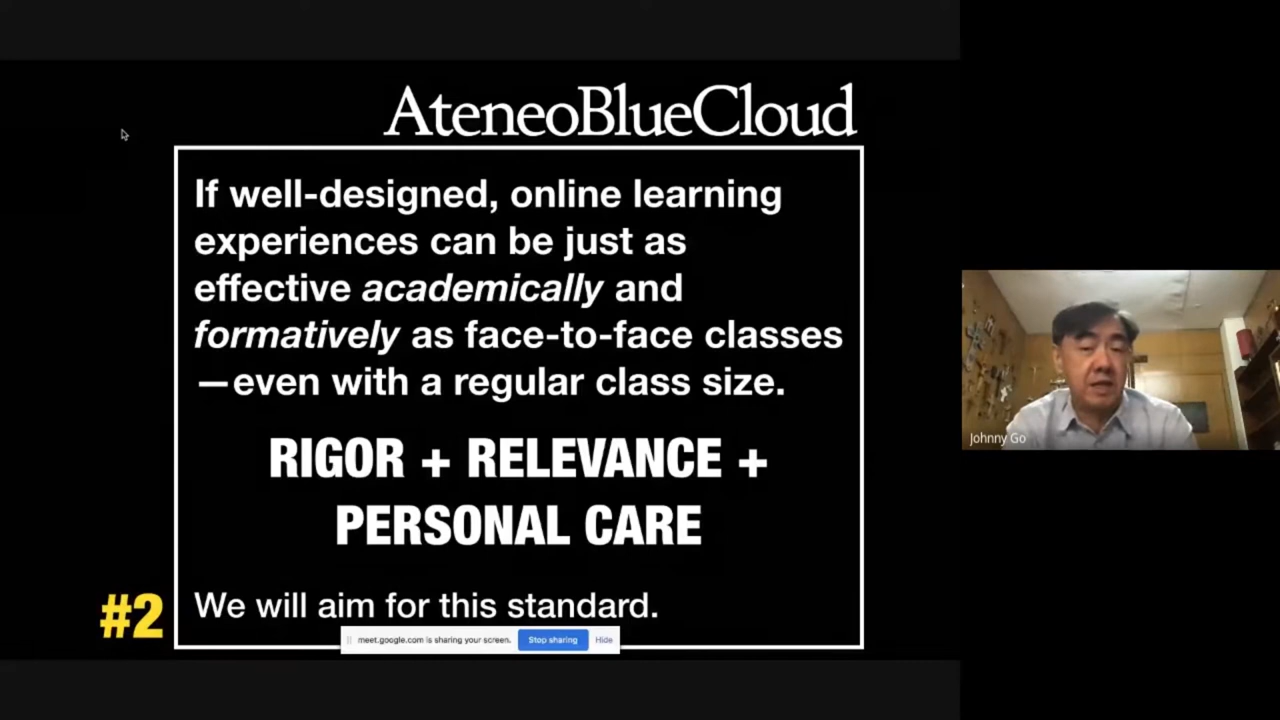 AteneoBlueCloud
If well-designed, online learning
experiences can be just as
effective academically and
formatively as face-to-face classes
—even with a regular class size.
RIGOR + RELEVANCE +
PERSONAL CARE
#2
We will aim for this standard.
meet.google.com is sharing your screen. Stop sharing Hide
Johnny Go